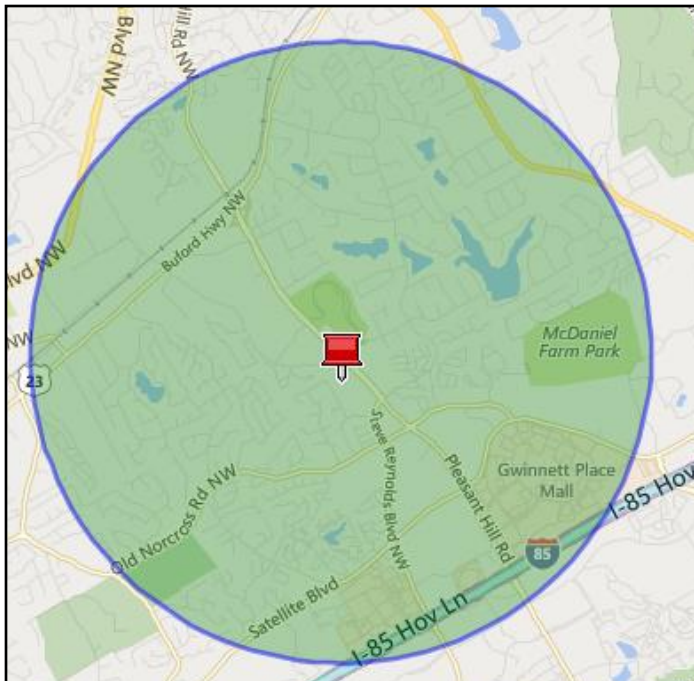 Blvd NW
Hill Rd NW
Buford Hwy NW
Blvd NW
NW
23
McDaniel
Farm Park
Steve Reynolds Blvd NW
Pleasant Hill Rd
Gwinnett Place
Mall
I-85 Hov
85
Old Norcross Rd NW
Satellite Blvd
I-85 Hov Ln